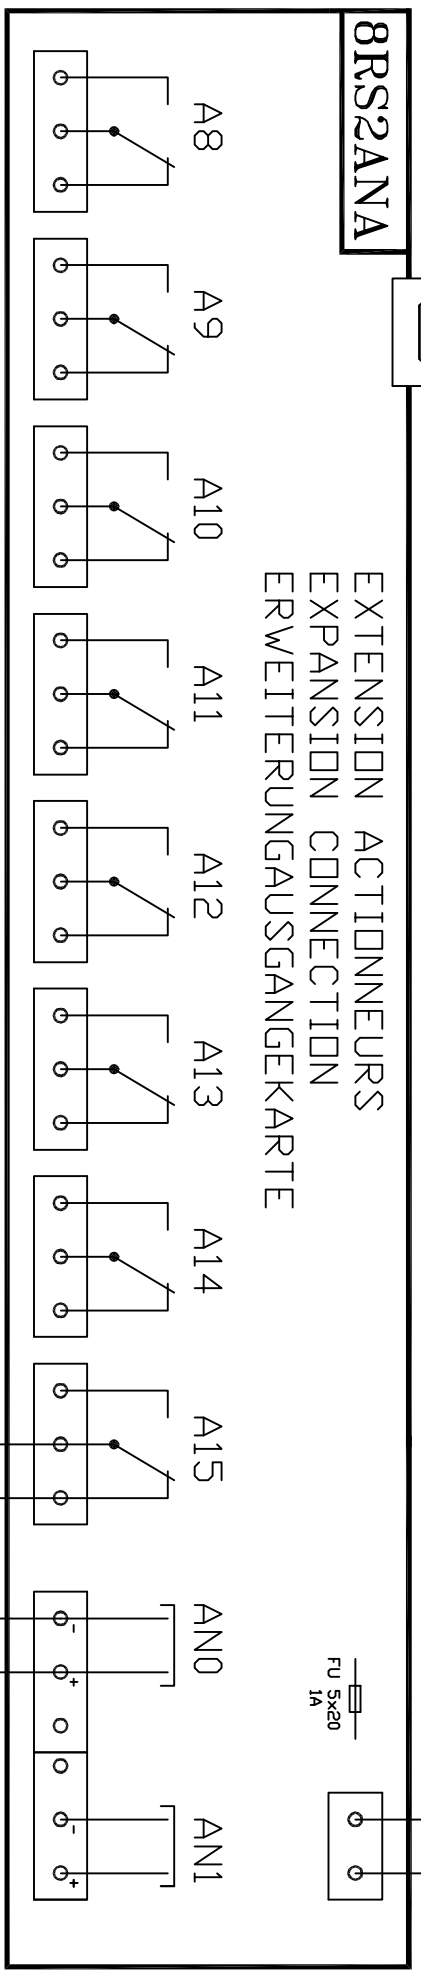 8RS2ANA
EXTENSION ACTIONNEURS
EXPANSION CONNECTION
ERWEITERUNGAUSGANGEKARTE
A8
A9
A10
A11
A12
A13
A14
A15
AN0
AN1
FU 5x20
1A
-
+
-
+